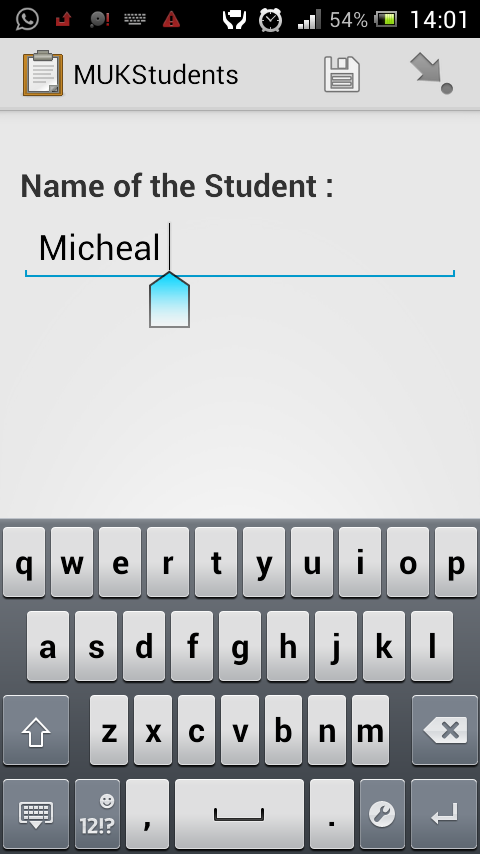 54% 14:01
MUKStudents
Name of the Student :
Micheal
q w e r t y u i o p
a s d f g h j k l
z x c v b n m
12!? , .